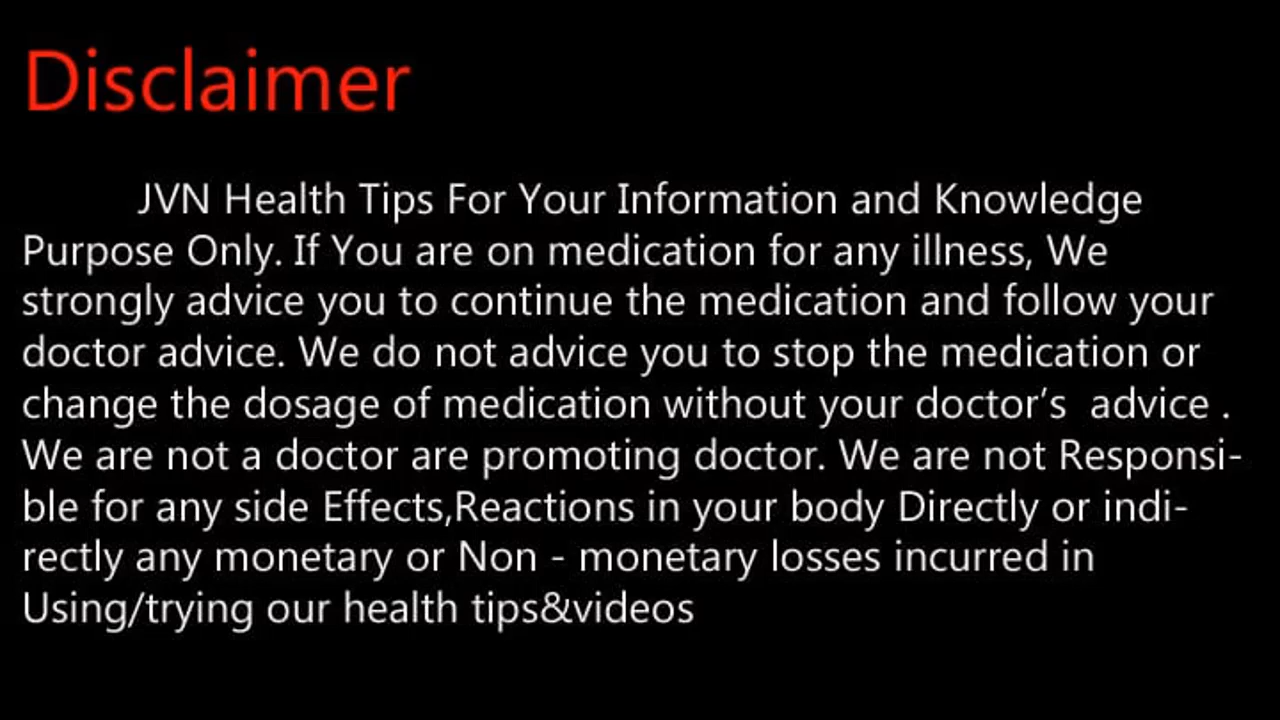 Disclaimer
JVN Health Tips For Your Information and Knowledge
Purpose Only. If You are on medication for any illness, We
strongly advice you to continue the medication and follow your
doctor advice. We do not advice you to stop the medication or
change the dosage of medication without your doctor’s  advice .
We are not a doctor are promoting doctor. We are not Responsi-
ble for any side Effects,Reactions in your body Directly or indi-
rectly any monetary or Non - monetary losses incurred in
Using/trying our health tips&videos